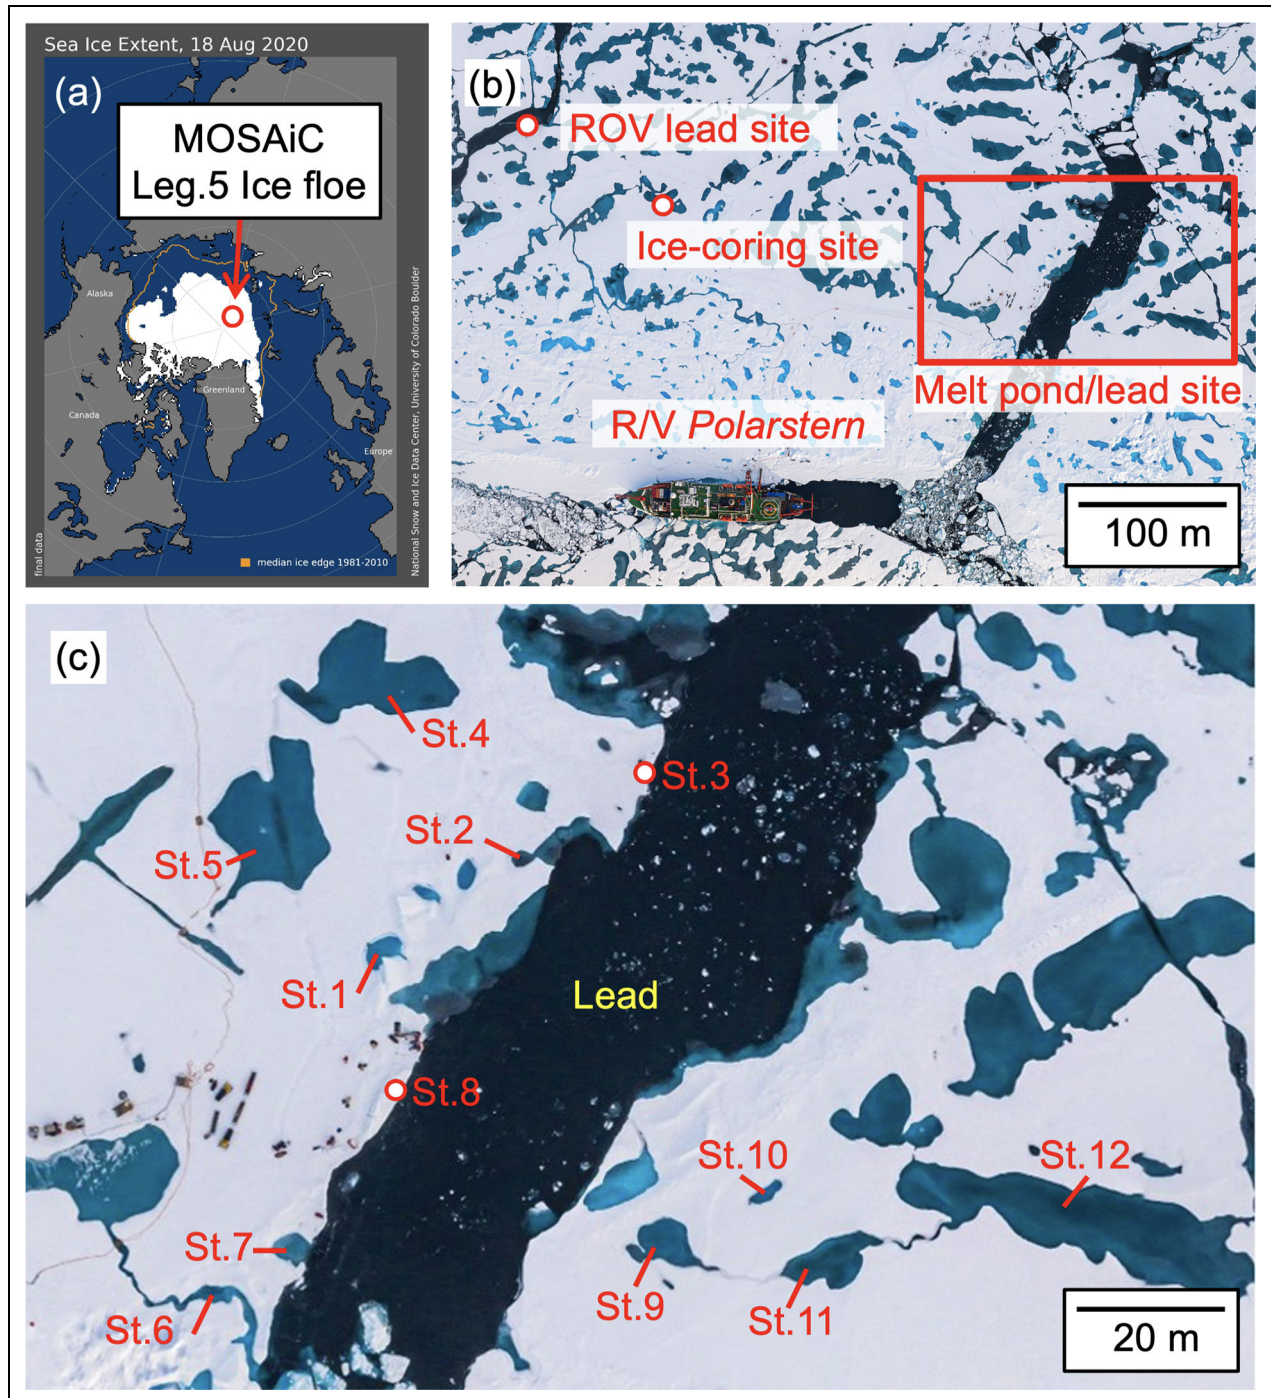 Sea Ice Extent, 18 Aug 2020
(a)
MOSAiC
Leg.5 Ice floe
Alaska
Canada
Greenland
Europe
median ice edge 1981-2010
final data
National Snow and Ice Data Center, University of Colorado Boulder
(b)
ROV lead site
Ice-coring site
Melt pond/lead site
R/V Polarstern
100 m
(c)
St.4
St.3
St.2
St.5
St.1
Lead
St.8
St.10
St.12
St.7
St.9
St.11
St.6
20 m